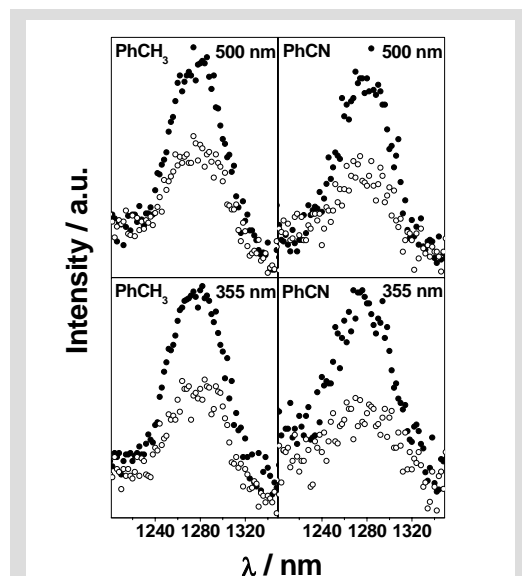 PhCH3 500 nm PhCN 500 nm
Intensity / a.u.
PhCH3 355 nm PhCN 355 nm
1240 1280 1320 1240 1280 1320
λ / nm